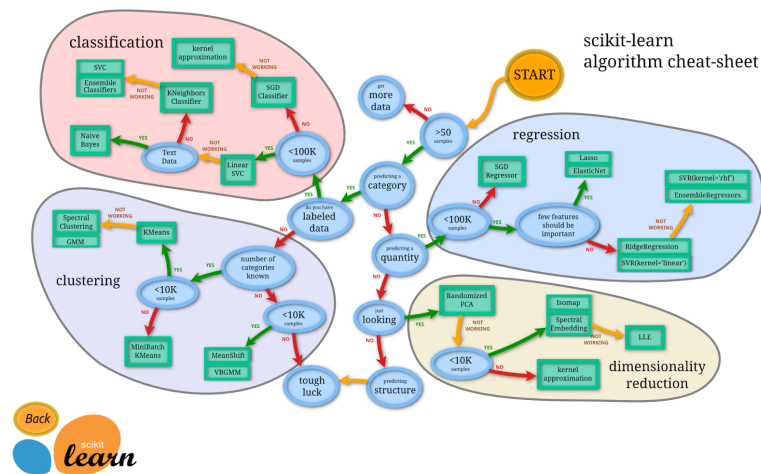 scikit-learn
algorithm cheat-sheet
START
>50
samples
NO
get
more
data
YES
predicting a
category
YES
do you have
labeled
data
NO
predicting a
quantity
YES
NO
just
looking
YES
NO
predicting
structure
tough
luck
classification
YES
<100K
samples
YES
Linear
SVC
NOT
WORKING
Text
Data
YES
Naive
Bayes
NO
KNeighbors
Classifier
NOT
WORKING
SVC
Ensemble
Classifiers
NO
SGD
Classifier
NOT
WORKING
kernel
approximation
clustering
NO
number of
categories
known
YES
<10K
samples
YES
KMeans
NOT
WORKING
Spectral
Clustering
GMM
NO
MiniBatch
KMeans
NO
<10K
samples
YES
MeanShift
VBGMM
NO
regression
<100K
samples
NO
SGD
Regressor
YES
few features
should be
important
YES
Lasso
ElasticNet
NO
RidgeRegression
SVR(kernel='linear')
NOT
WORKING
SVR(kernel='rbf')
EnsembleRegressors
dimensionality
reduction
Randomized
PCA
NOT
WORKING
<10K
samples
YES
Isomap
Spectral
Embedding
NOT
WORKING
LLE
NO
kernel
approximation
Back
scikit
learn